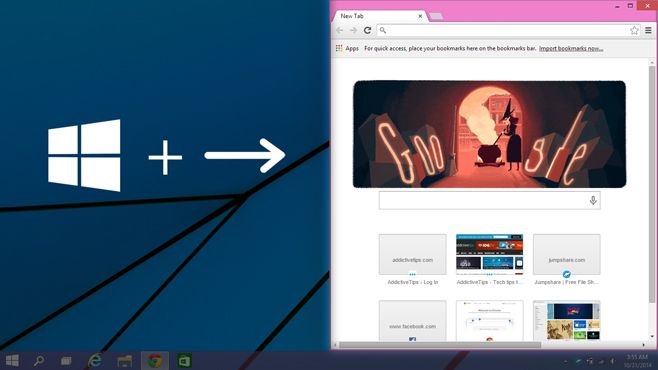 +
New Tab
Apps For quick access, place your bookmarks here on the bookmarks bar. Import bookmarks now...
Google
addictivetips.com
jumpshare.com
AddictiveTips › Log In
AddictiveTips - Tech tips t...
Jumpshare | Free File Sh...
www.facebook.com
3:55 AM
10/31/2014